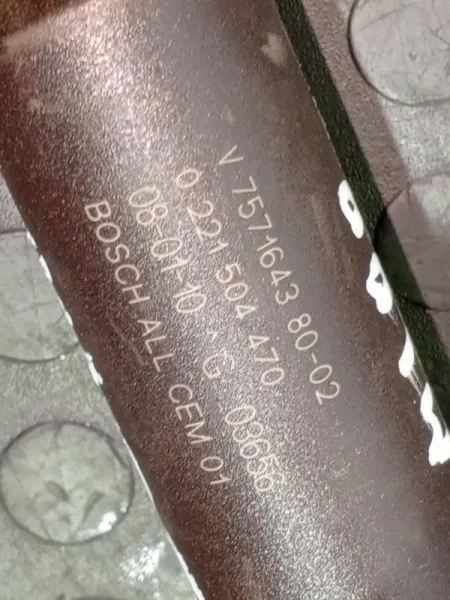 V 7571643 80-02
0 221 504 470
08-01-10 • G 03656
BOSCH ALL CEM 01